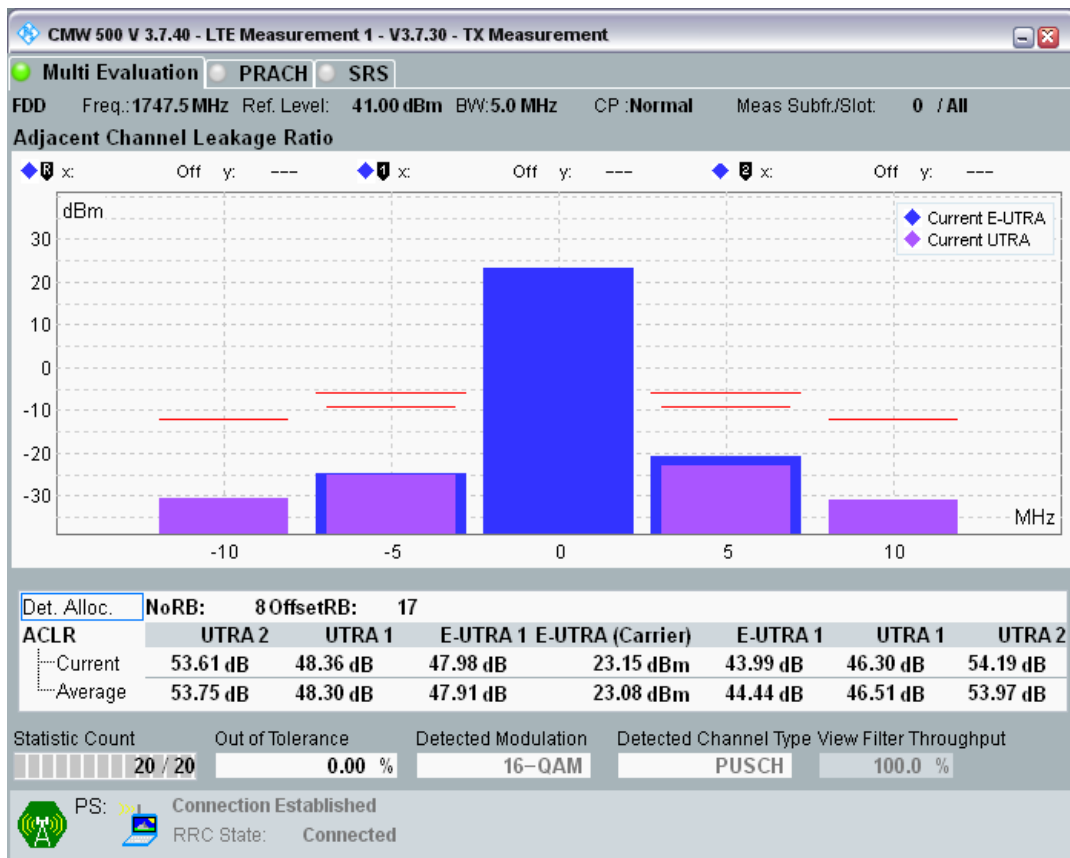 CMW 500 V 3.7.40 - LTE Measurement 1 - V3.7.30 - TX Measurement
Multi Evaluation PRACH SRS
FDD Freq.: 1747.5 MHz Ref. Level: 41.00 dBm BW: 5.0 MHz CP :Normal Meas Subfr./Slot: 0 / All
Adjacent Channel Leakage Ratio
R x: Off y: --- 1 x: Off y: --- 2 x: Off y: ---
dBm
Current E-UTRA
Current UTRA
30
20
10
0
-10
-20
-30
MHz
-10 -5 0 5 10
Det. Alloc. NoRB: 8 OffsetRB: 17
ACLR UTRA 2 UTRA 1 E-UTRA 1 E-UTRA (Carrier) E-UTRA 1 UTRA 1 UTRA 2
Current 53.61 dB 48.36 dB 47.98 dB 23.15 dBm 43.99 dB 46.30 dB 54.19 dB
Average 53.75 dB 48.30 dB 47.91 dB 23.08 dBm 44.44 dB 46.51 dB 53.97 dB
Statistic Count Out of Tolerance Detected Modulation Detected Channel Type View Filter Throughput
20 / 20 0.00 % 16-QAM PUSCH 100.0 %
PS: Connection Established
RRC State: Connected